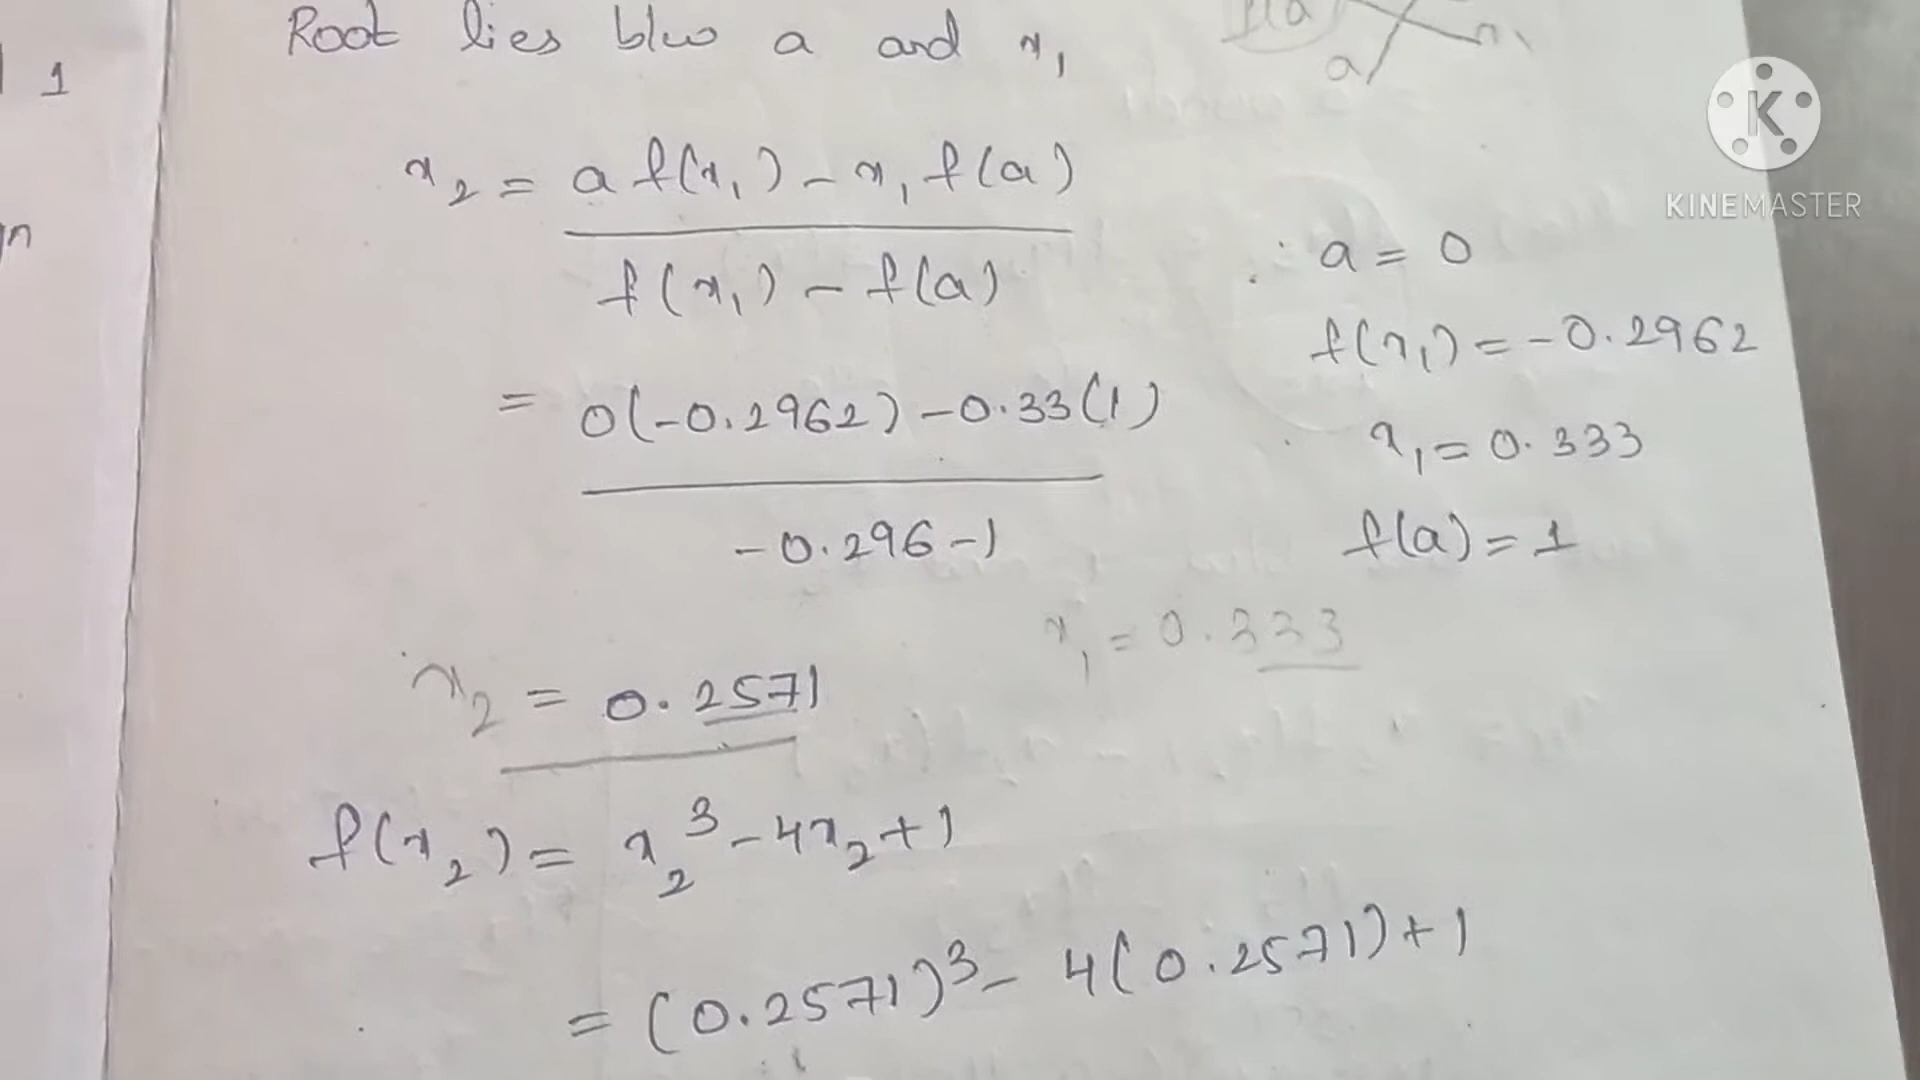 1
n
Root lies b/w a and x₁
f(a)
a
x₁
x₂ = a f(x₁) - x₁ f(a)
f(x₁) - f(a)
= 0(-0.2962) - 0.33(1)
-0.296-1
x₂ = 0.2571
a = 0
f(x₁) = -0.2962
x₁ = 0.333
f(a) = 1
x₁ = 0.333
f(x₂) = x₂³ - 4x₂ + 1
= (0.2571)³ - 4(0.2571) + 1
K
KINEMASTER